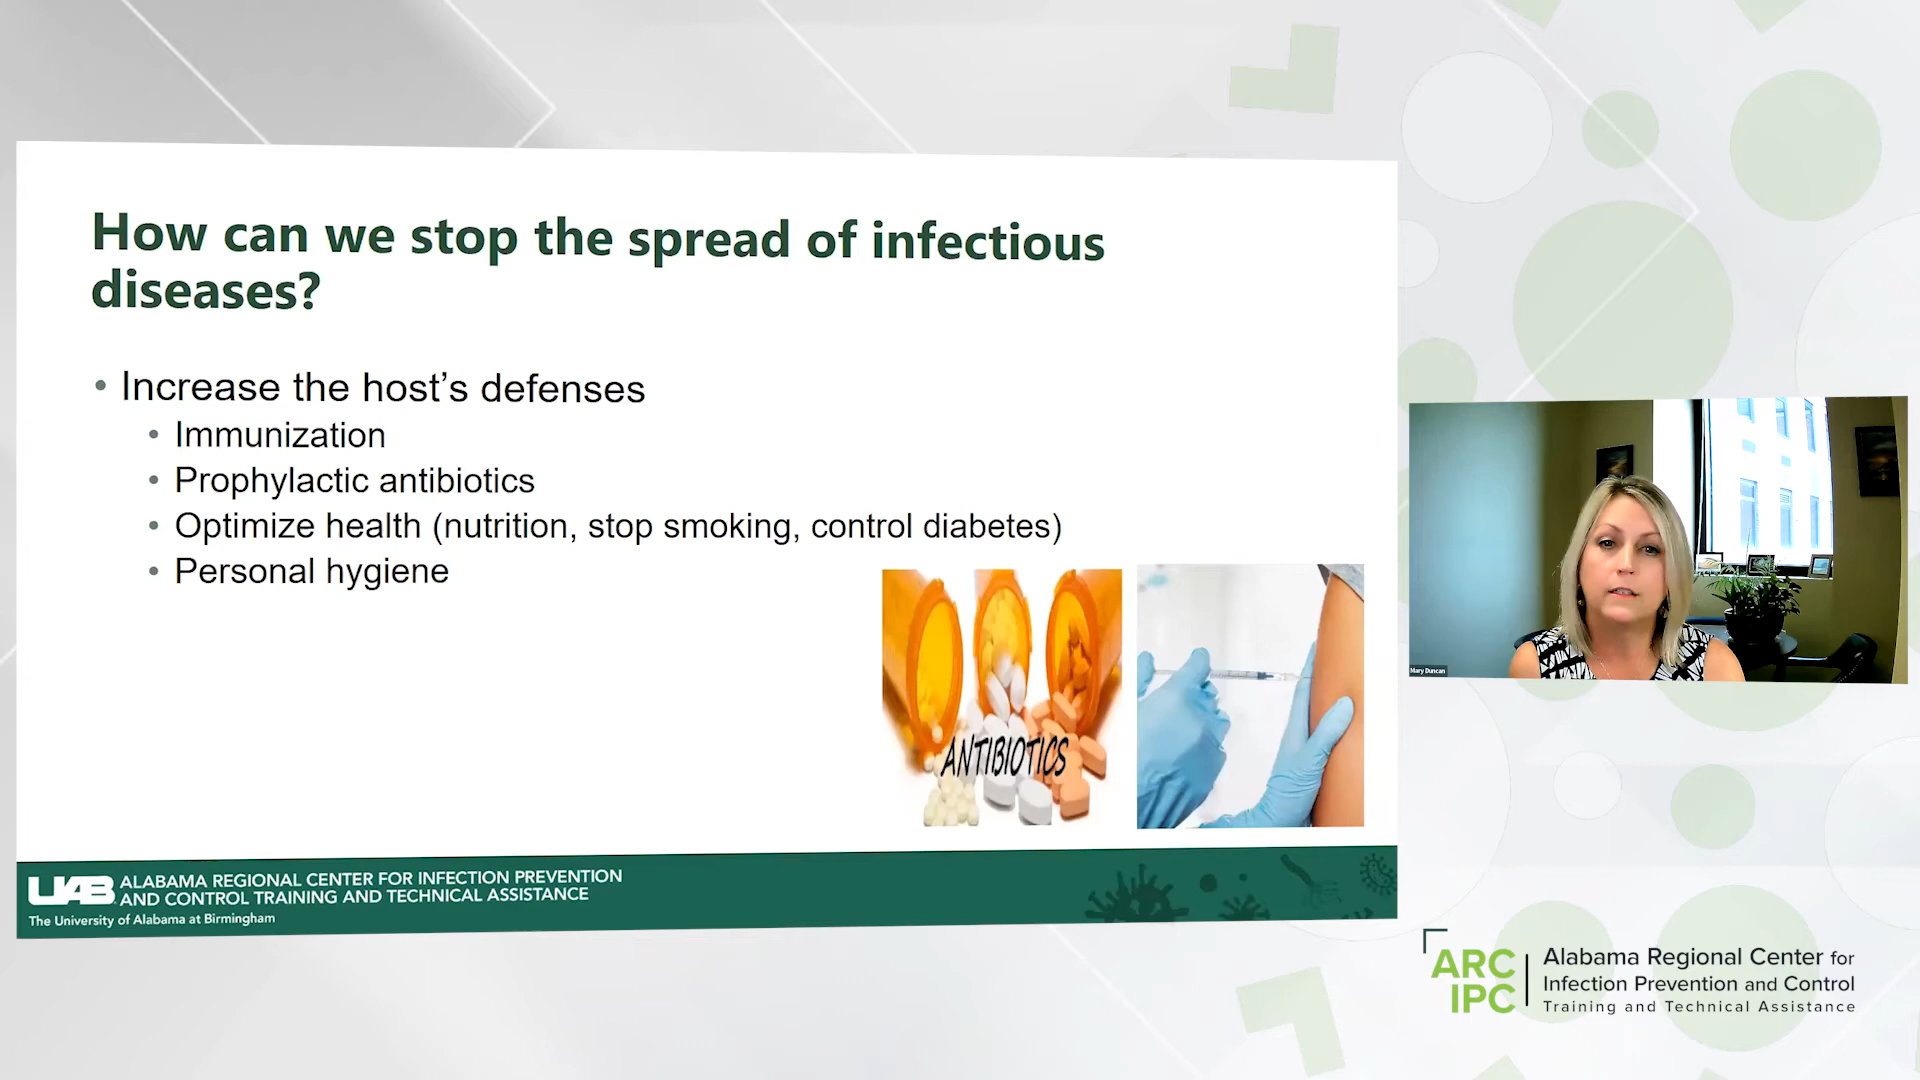 How can we stop the spread of infectious
diseases?
• Increase the host’s defenses
• Immunization
• Prophylactic antibiotics
• Optimize health (nutrition, stop smoking, control diabetes)
• Personal hygiene
ANTIBIOTICS
Mary Duncan
UAB ALABAMA REGIONAL CENTER FOR INFECTION PREVENTION
AND CONTROL TRAINING AND TECHNICAL ASSISTANCE
The University of Alabama at Birmingham
ARC
IPC
Alabama Regional Center for
Infection Prevention and Control
Training and Technical Assistance